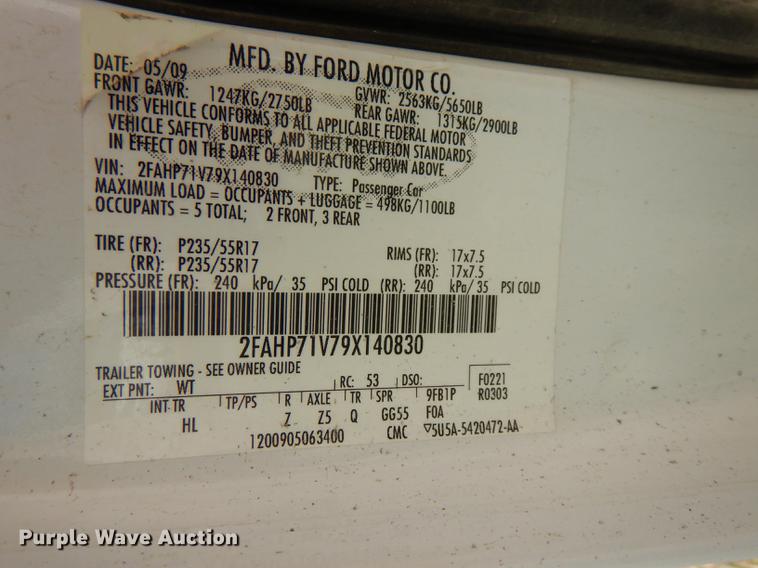 MFD. BY FORD MOTOR CO.
DATE: 05/09 GVWR: 2563KG/5650LB
FRONT GAWR: 1247KG/2750LB REAR GAWR: 1315KG/2900LB
THIS VEHICLE CONFORMS TO ALL APPLICABLE FEDERAL MOTOR
VEHICLE SAFETY, BUMPER, AND THEFT PREVENTION STANDARDS
IN EFFECT ON THE DATE OF MANUFACTURE SHOWN ABOVE.
VIN: 2FAHP71V79X140830 TYPE: Passenger Car
MAXIMUM LOAD = OCCUPANTS + LUGGAGE = 498KG/1100LB
OCCUPANTS = 5 TOTAL; 2 FRONT, 3 REAR
TIRE (FR): P235/55R17 RIMS (FR): 17x7.5
(RR): P235/55R17 (RR): 17x7.5
PRESSURE (FR): 240 kPa/ 35 PSI COLD (RR): 240 kPa/ 35 PSI COLD
2FAHP71V79X140830
TRAILER TOWING - SEE OWNER GUIDE
EXT PNT: WT RC: 53 DSO: F0221
INT TR TP/PS R AXLE TR SPR 9FB1P R0303
HL Z Z5 Q GG55 F0A
1200905063400 CMC ▽5U5A-5420472-AA
Purple Wave Auction